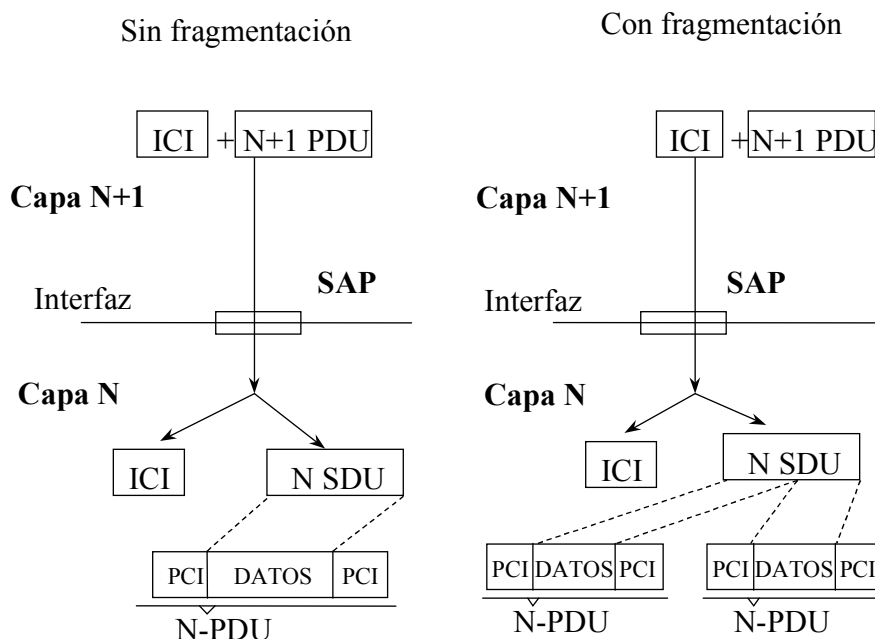 Sin fragmentación
ICI + N+1 PDU
Capa N+1
SAP
Interfaz
Capa N
ICI
N SDU
PCI DATOS PCI
N-PDU
Con fragmentación
ICI + N+1 PDU
Capa N+1
SAP
Interfaz
Capa N
ICI
N SDU
PCI DATOS PCI
PCI DATOS PCI
N-PDU
N-PDU